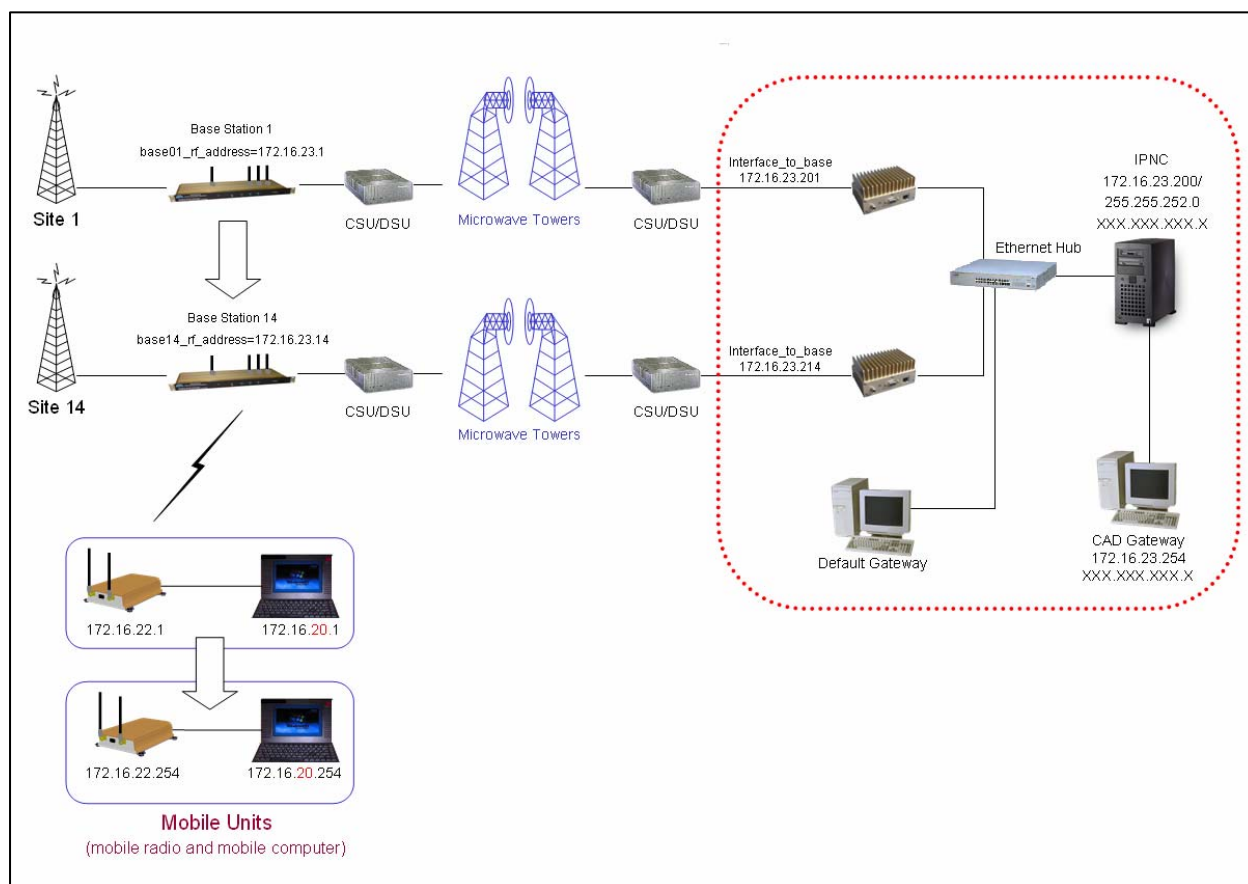 Base Station 1
base01_rf_address=172.16.23.1
Site 1
CSU/DSU
Microwave Towers
CSU/DSU
Interface_to_base
172.16.23.201
IPNC
172.16.23.200/
255.255.252.0
XXX.XXX.XXX.X
Ethernet Hub
Base Station 14
base14_rf_address=172.16.23.14
Site 14
CSU/DSU
Microwave Towers
CSU/DSU
Interface_to_base
172.16.23.214
Default Gateway
CAD Gateway
172.16.23.254
XXX.XXX.XXX.X
172.16.22.1
172.16.20.1
172.16.22.254
172.16.20.254
Mobile Units
(mobile radio and mobile computer)